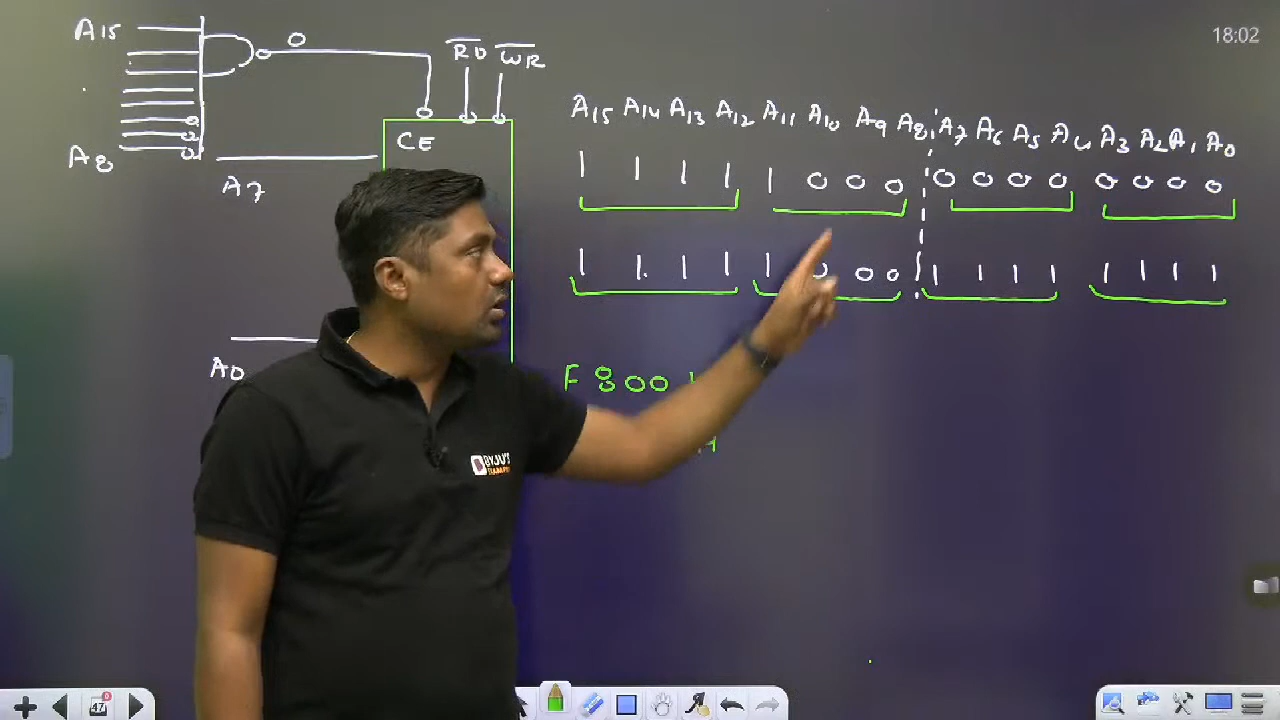 18:02
A15
0
RD WR
CE
A8
A7
A0
A15 A14 A13 A12 A11 A10 A9 A8 A7 A6 A5 A4 A3 A2 A1 A0
1 1 1 1 1 0 0 0 0 0 0 0 0 0 0 0
1 1 1 1 1 0 0 0 1 1 1 1 1 1 1 1
F800
H
BYJU'S
47